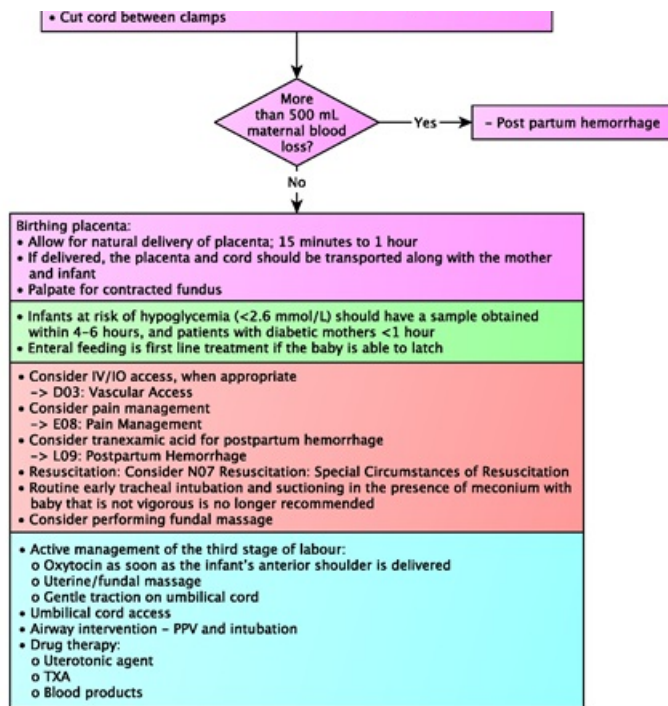 • Cut cord between clamps
More
than 500 mL
maternal blood
loss?
Yes
– Post partum hemorrhage
No
Birthing placenta:
• Allow for natural delivery of placenta; 15 minutes to 1 hour
• If delivered, the placenta and cord should be transported along with the mother
and infant
• Palpate for contracted fundus
• Infants at risk of hypoglycemia (<2.6 mmol/L) should have a sample obtained
within 4–6 hours, and patients with diabetic mothers <1 hour
• Enteral feeding is first line treatment if the baby is able to latch
• Consider IV/IO access, when appropriate
–> D03: Vascular Access
• Consider pain management
–> E08: Pain Management
• Consider tranexamic acid for postpartum hemorrhage
–> L09: Postpartum Hemorrhage
• Resuscitation: Consider N07 Resuscitation: Special Circumstances of Resuscitation
• Routine early tracheal intubation and suctioning in the presence of meconium with
baby that is not vigorous is no longer recommended
• Consider performing fundal massage
• Active management of the third stage of labour:
o Oxytocin as soon as the infant's anterior shoulder is delivered
o Uterine/fundal massage
o Gentle traction on umbilical cord
• Umbilical cord access
• Airway intervention – PPV and intubation
• Drug therapy:
o Uterotonic agent
o TXA
o Blood products